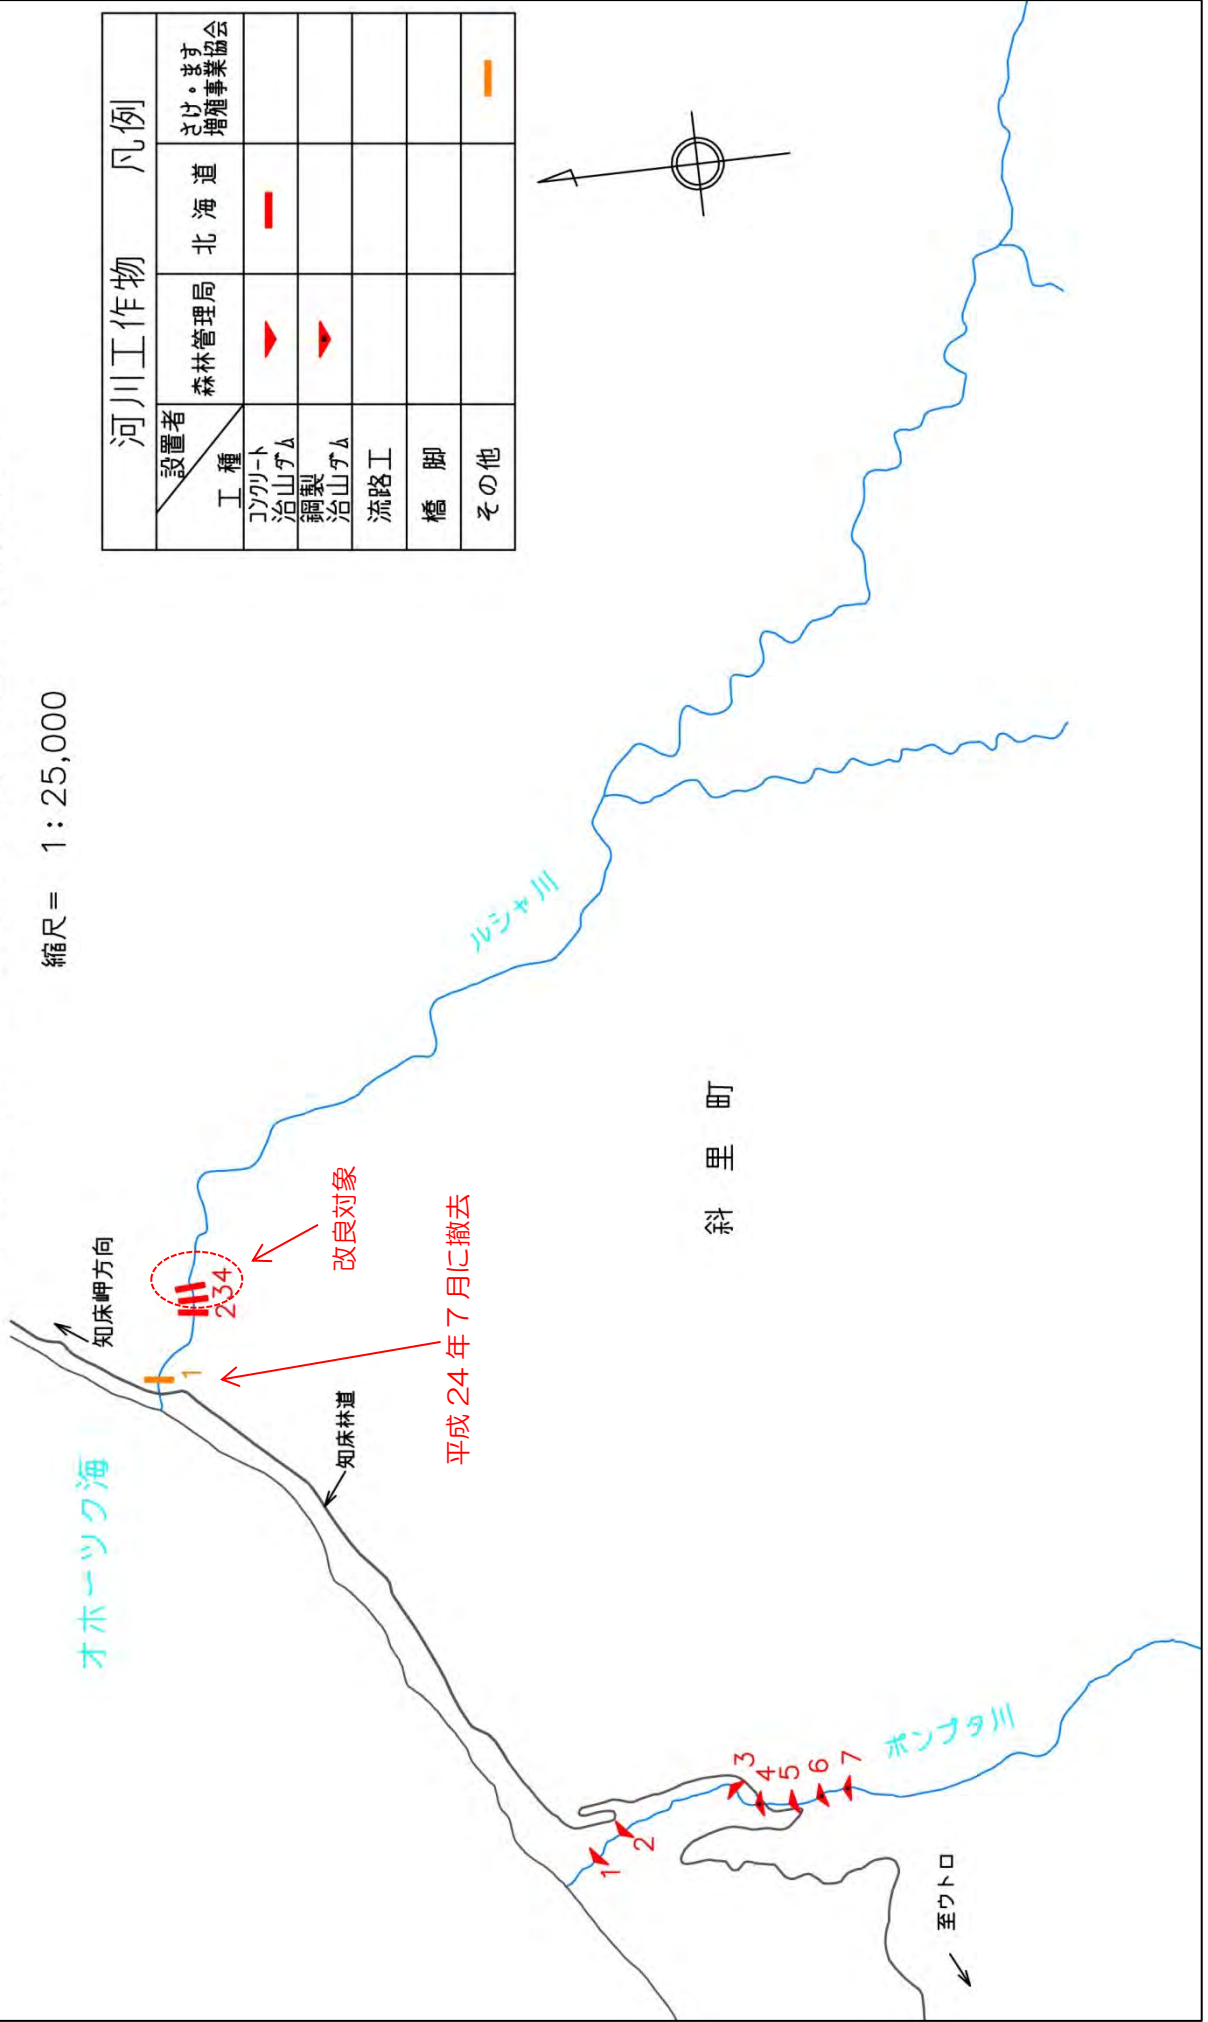 縮尺＝ 1：25,000
河川工作物 凡例
設置者
工種
森林管理局
北海道
さけ・ます
増殖事業協会
コンクリート
治山ダム
鋼製
治山ダム
流路工
橋脚
その他
オホーツク海
知床岬方向
1
234
改良対象
平成24年7月に撤去
知床林道
ルシャ川
斜里町
1
2
3
4
5
6
7
ポンプタ川
至ウトロ